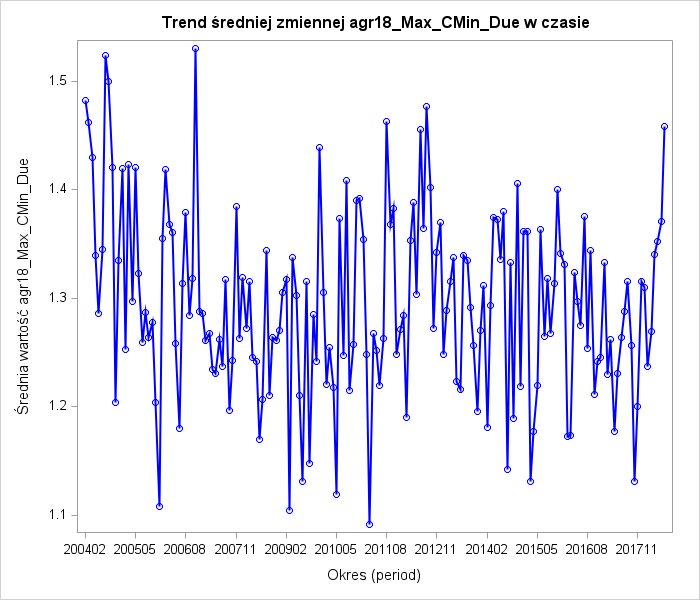 Trend średniej zmiennej agr18_Max_CMin_Due w czasie
Średnia wartość agr18_Max_CMin_Due
1.5
1.4
1.3
1.2
1.1
200402 200505 200608 200711 200902 201005 201108 201211 201402 201505 201608 201711
Okres (period)